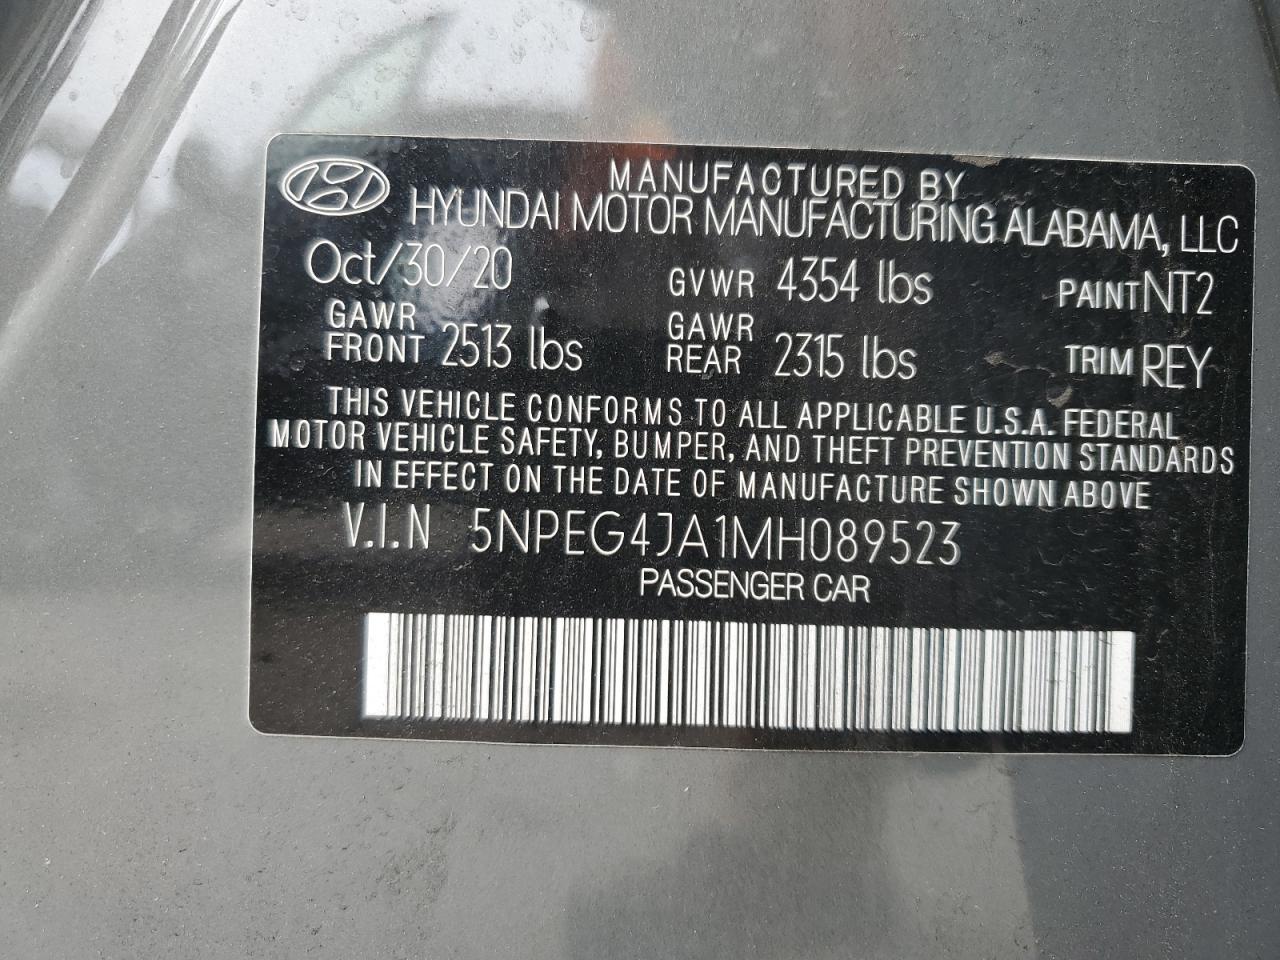 MANUFACTURED BY
HYUNDAI MOTOR MANUFACTURING ALABAMA, LLC
Oct/30/20 GVWR 4354 lbs PAINT NT2
GAWR FRONT 2513 lbs GAWR REAR 2315 lbs TRIM REY
THIS VEHICLE CONFORMS TO ALL APPLICABLE U.S.A. FEDERAL
MOTOR VEHICLE SAFETY, BUMPER, AND THEFT PREVENTION STANDARDS
IN EFFECT ON THE DATE OF MANUFACTURE SHOWN ABOVE
V.I.N 5NPEG4JA1MH089523
PASSENGER CAR